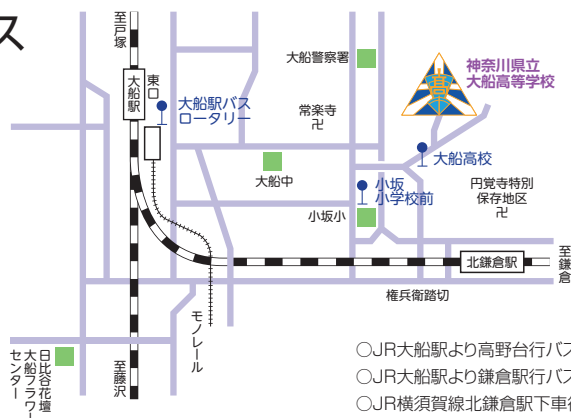 ス
至戸塚
大船駅
東口
大船駅バス
ロータリー
大船警察署
常楽寺
卍
神奈川県立
大船高等学校
高
大船高校
大船中
小坂
小学校前
小坂小
円覚寺特別
保存地区
卍
北鎌倉駅
至鎌倉
権兵衛踏切
モノレール
至藤沢
日比谷花壇
大船フラワー
センター
○JR大船駅より高野台行バス
○JR大船駅より鎌倉駅行バス
○JR横須賀線北鎌倉駅下車